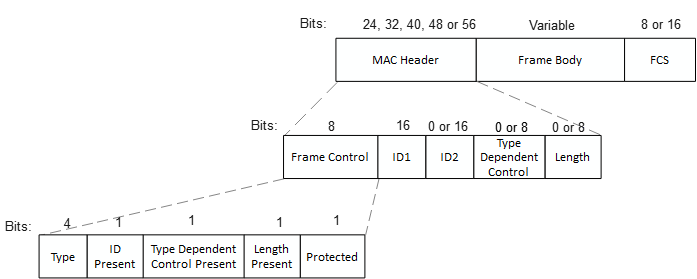 Bits: 24, 32, 40, 48 or 56 Variable 8 or 16
MAC Header Frame Body FCS
Bits: 8 16 0 or 16 0 or 8 0 or 8
Frame Control ID1 ID2 Type Dependent Control Length
Bits: 4 1 1 1 1
Type ID Present Type Dependent Control Present Length Present Protected